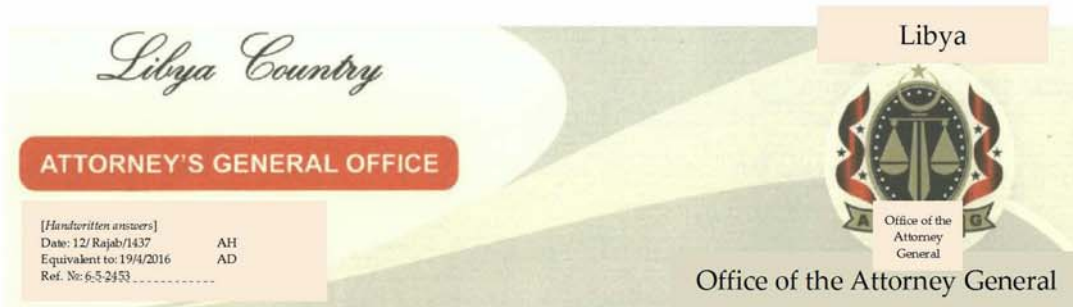 Libya Country
Libya
ATTORNEY'S GENERAL OFFICE
[Handwritten answers]
Date: 12/ Rajab/1437 AH
Equivalent to: 19/4/2016 AD
Ref. №: 6-5-2453
A G
Office of the
Attorney
General
Office of the Attorney General